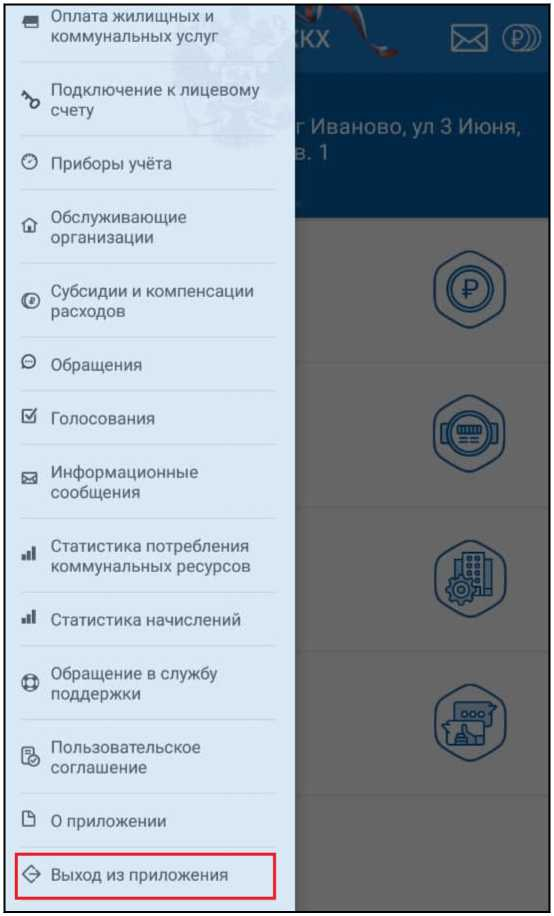 Оплата жилищных и
коммунальных услуг
КХ
Подключение к лицевому
счету
г Иваново, ул 3 Июня,
в. 1
Приборы учёта
Обслуживающие
организации
Субсидии и компенсации
расходов
Обращения
Голосования
Информационные
сообщения
Статистика потребления
коммунальных ресурсов
Статистика начислений
Обращение в службу
поддержки
Пользовательское
соглашение
О приложении
Выход из приложения